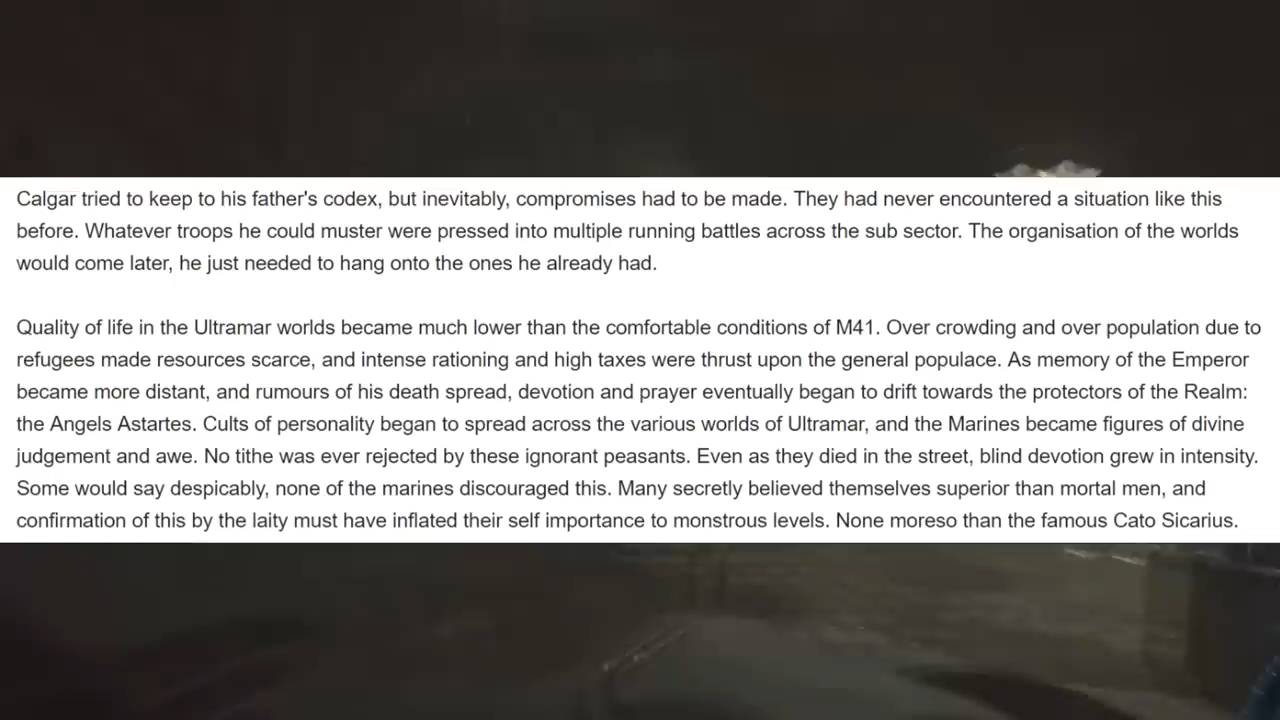 Calgar tried to keep to his father's codex, but inevitably, compromises had to be made. They had never encountered a situation like this
before. Whatever troops he could muster were pressed into multiple running battles across the sub sector. The organisation of the worlds
would come later, he just needed to hang onto the ones he already had.
Quality of life in the Ultramar worlds became much lower than the comfortable conditions of M41. Over crowding and over population due to
refugees made resources scarce, and intense rationing and high taxes were thrust upon the general populace. As memory of the Emperor
became more distant, and rumours of his death spread, devotion and prayer eventually began to drift towards the protectors of the Realm:
the Angels Astartes. Cults of personality began to spread across the various worlds of Ultramar, and the Marines became figures of divine
judgement and awe. No tithe was ever rejected by these ignorant peasants. Even as they died in the street, blind devotion grew in intensity.
Some would say despicably, none of the marines discouraged this. Many secretly believed themselves superior than mortal men, and
confirmation of this by the laity must have inflated their self importance to monstrous levels. None moreso than the famous Cato Sicarius.